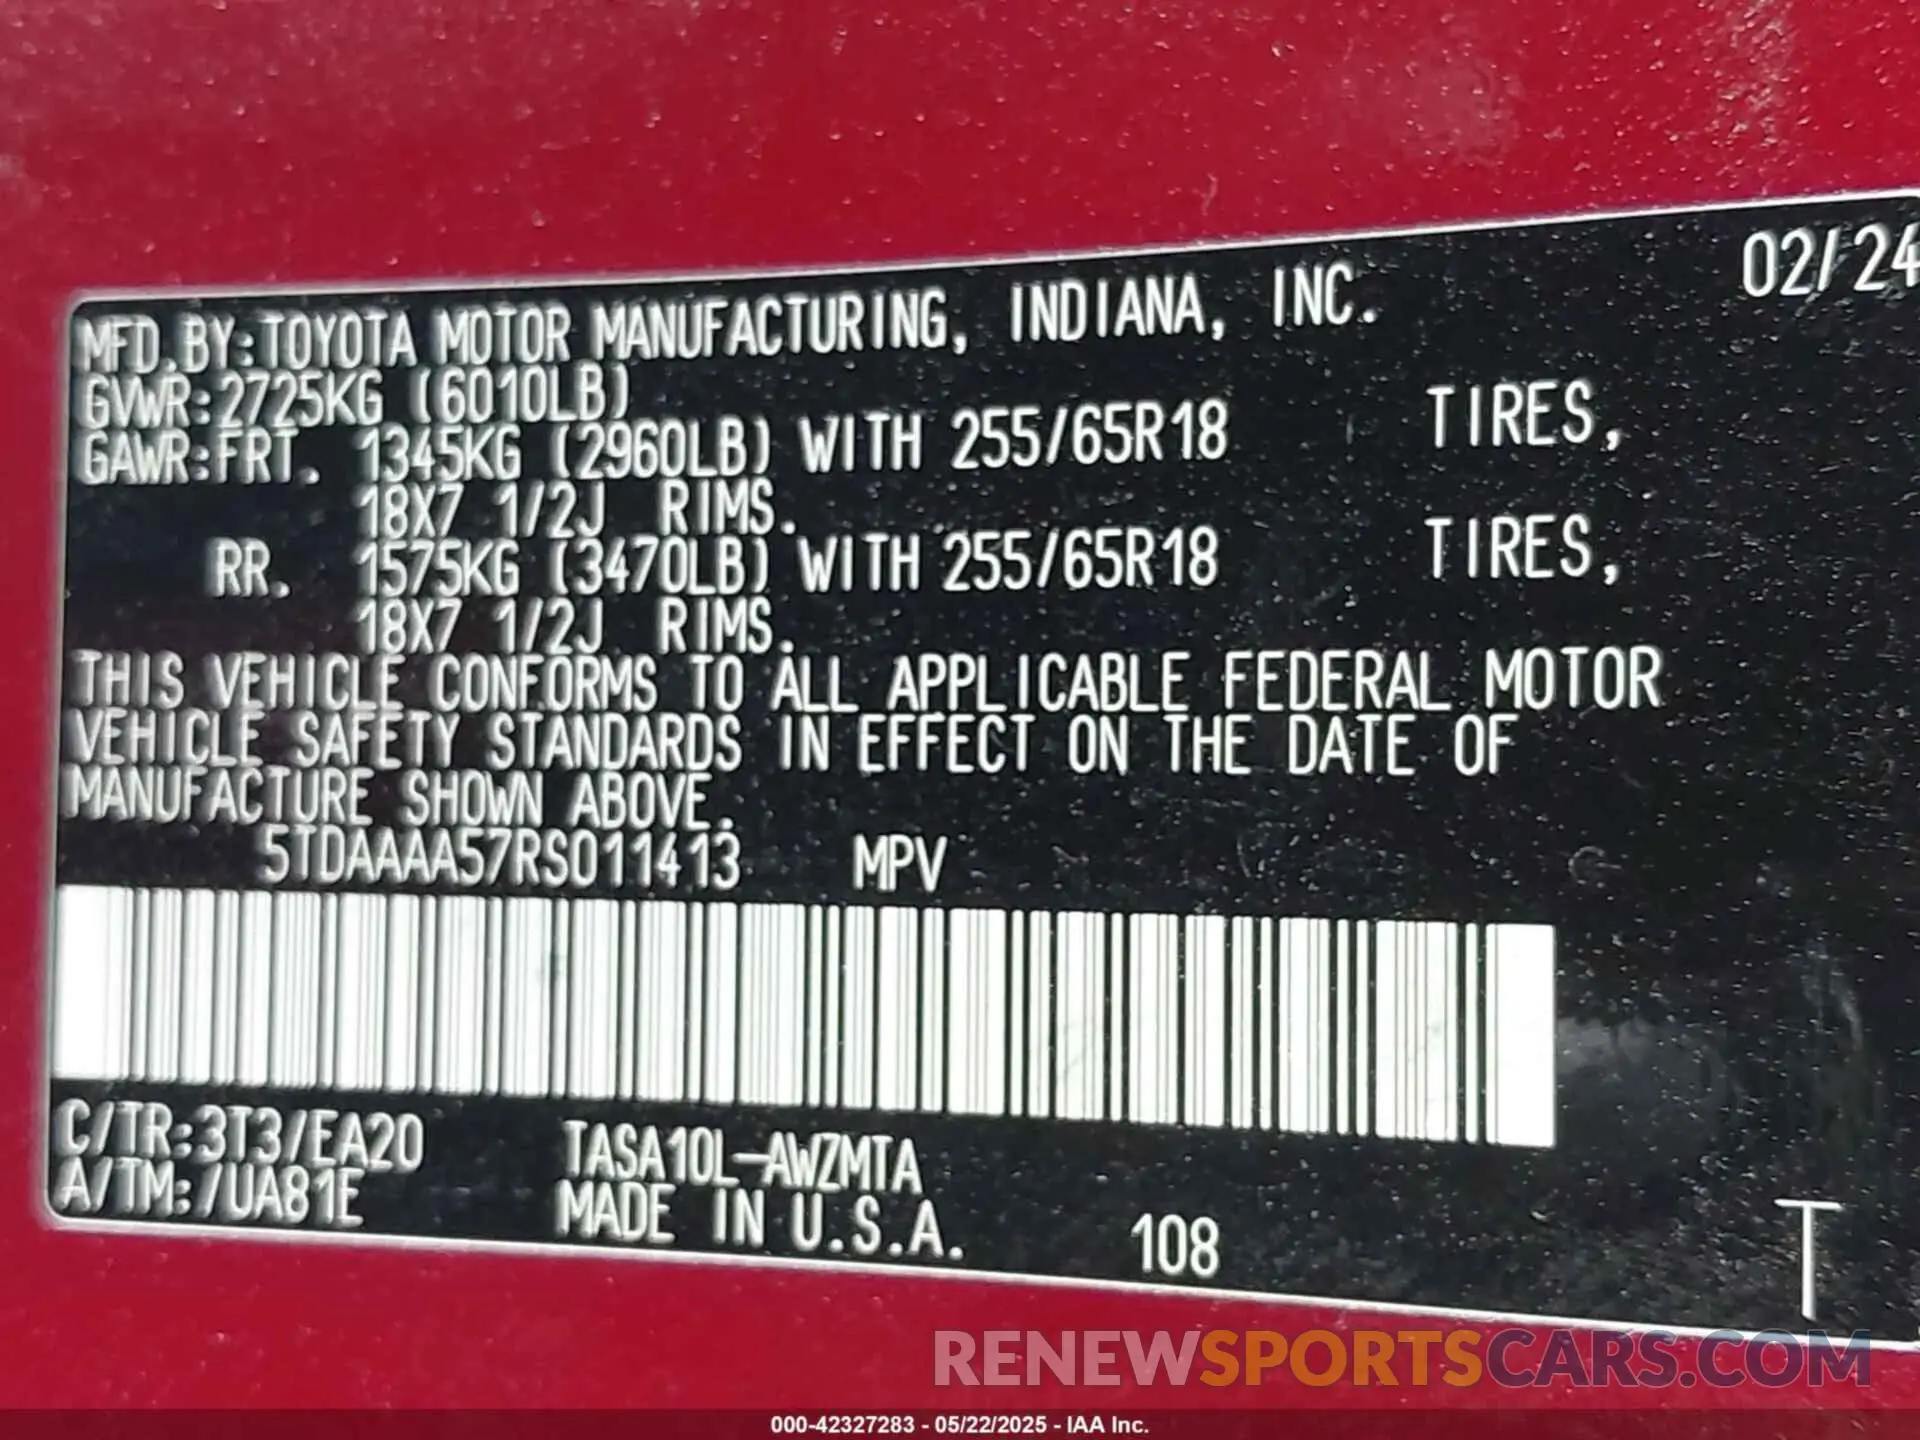 02/24
MFD.BY:TOYOTA MOTOR MANUFACTURING, INDIANA, INC.
GVWR:2725KG (6010LB)
GAWR:FRT. 1345KG (2960LB) WITH 255/65R18 TIRES,
18X7 1/2J RIMS.
RR. 1575KG (3470LB) WITH 255/65R18 TIRES,
18X7 1/2J RIMS.
THIS VEHICLE CONFORMS TO ALL APPLICABLE FEDERAL MOTOR
VEHICLE SAFETY STANDARDS IN EFFECT ON THE DATE OF
MANUFACTURE SHOWN ABOVE.
5TDAAAA57RS011413 MPV
C/TR:3T3/EA20 TASA10L-AWZMTA
A/TM:/UA81E MADE IN U.S.A. 108 T
RENEWSPORTSCARS.COM
000-42327283 - 05/22/2025 - IAA Inc.